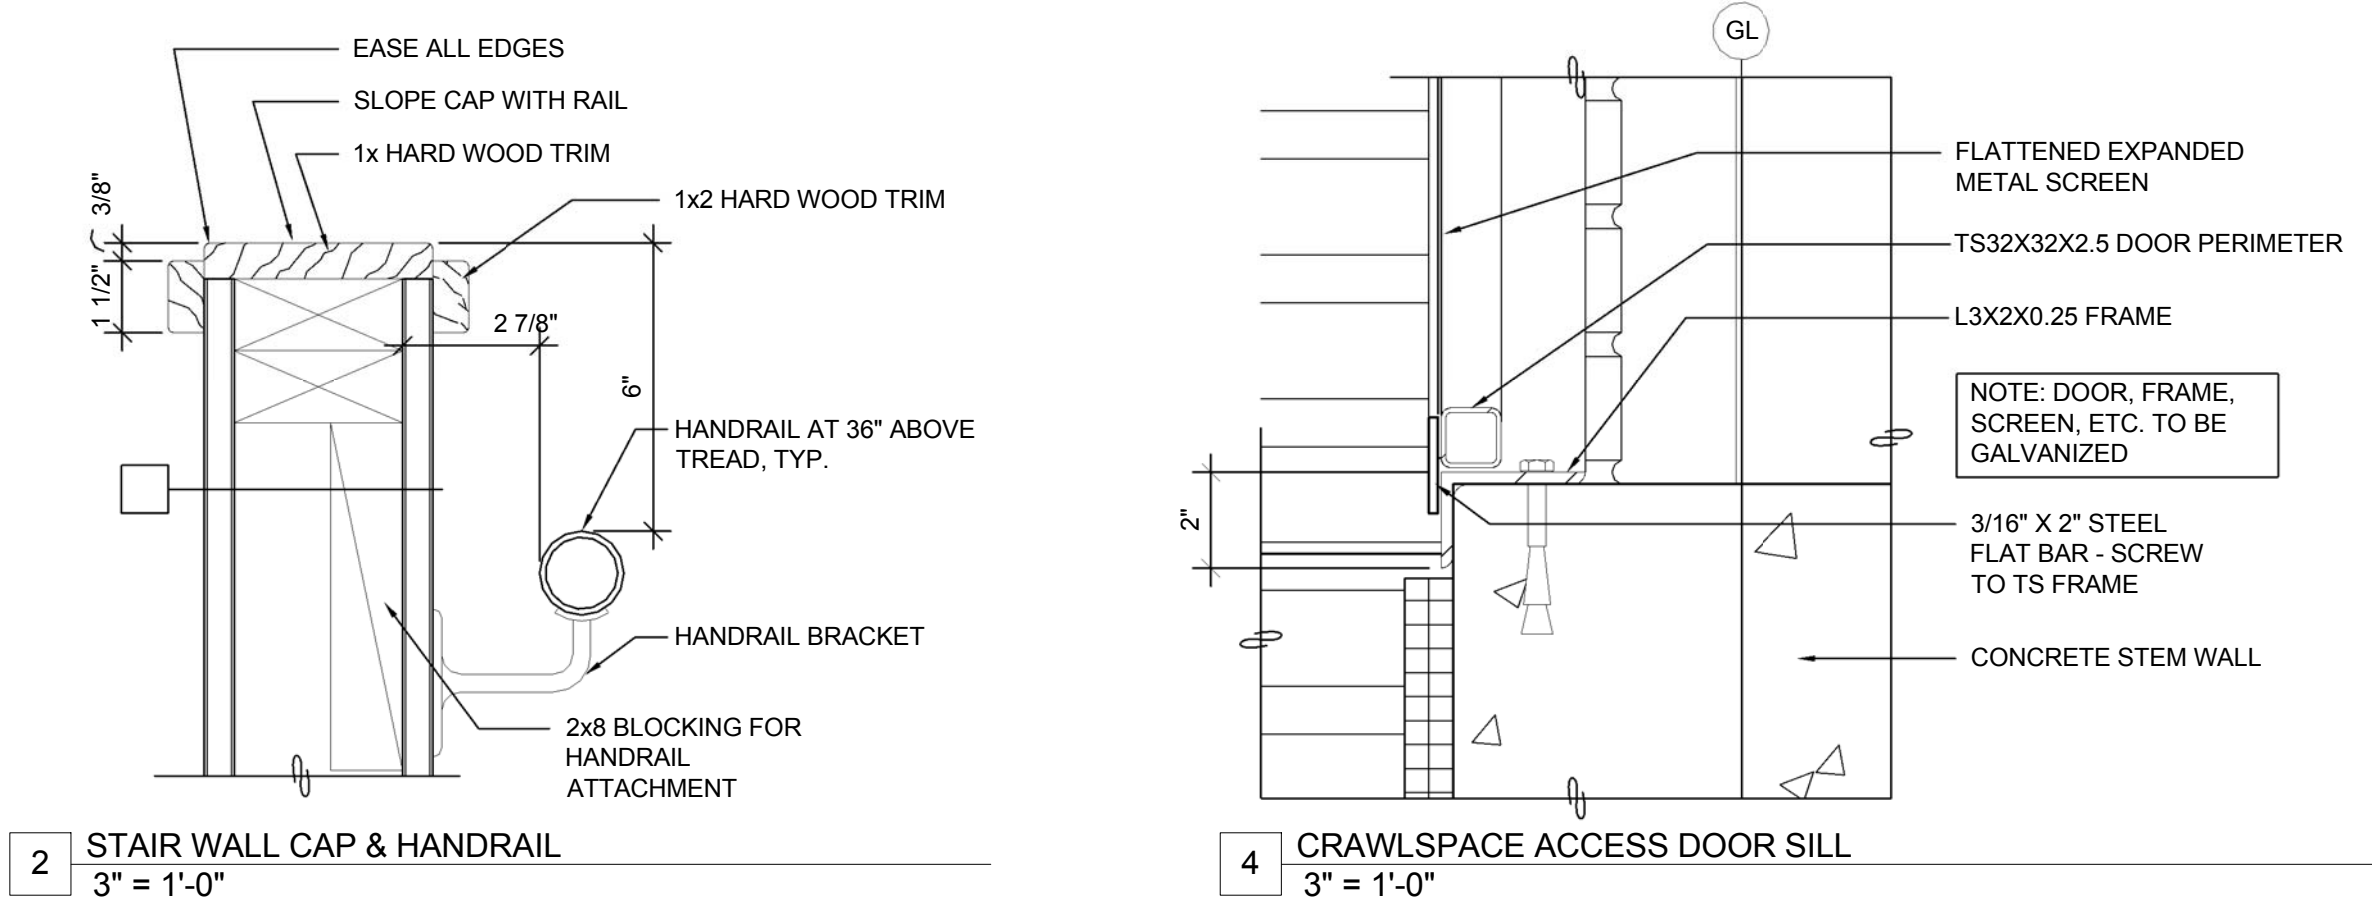 EASE ALL EDGES
SLOPE CAP WITH RAIL
1x HARD WOOD TRIM
1x2 HARD WOOD TRIM
3/8"
1 1/2"
2 7/8"
6"
HANDRAIL AT 36" ABOVE
TREAD, TYP.
HANDRAIL BRACKET
2x8 BLOCKING FOR
HANDRAIL
ATTACHMENT
2
STAIR WALL CAP & HANDRAIL
3" = 1'-0"
GL
FLATTENED EXPANDED
METAL SCREEN
TS32X32X2.5 DOOR PERIMETER
L3X2X0.25 FRAME
NOTE: DOOR, FRAME,
SCREEN, ETC. TO BE
GALVANIZED
2"
3/16" X 2" STEEL
FLAT BAR - SCREW
TO TS FRAME
CONCRETE STEM WALL
4
CRAWLSPACE ACCESS DOOR SILL
3" = 1'-0"